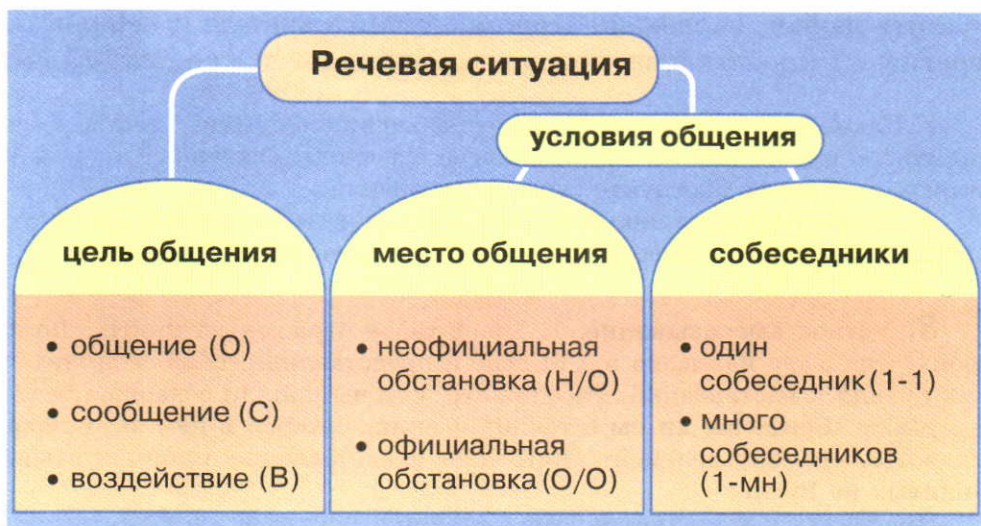 Речевая ситуация
условия общения
цель общения
• общение (О)
• сообщение (С)
• воздействие (В)
место общения
• неофициальная
обстановка (Н/О)
• официальная
обстановка (О/О)
собеседники
• один
собеседник (1-1)
• много
собеседников
(1-мн)